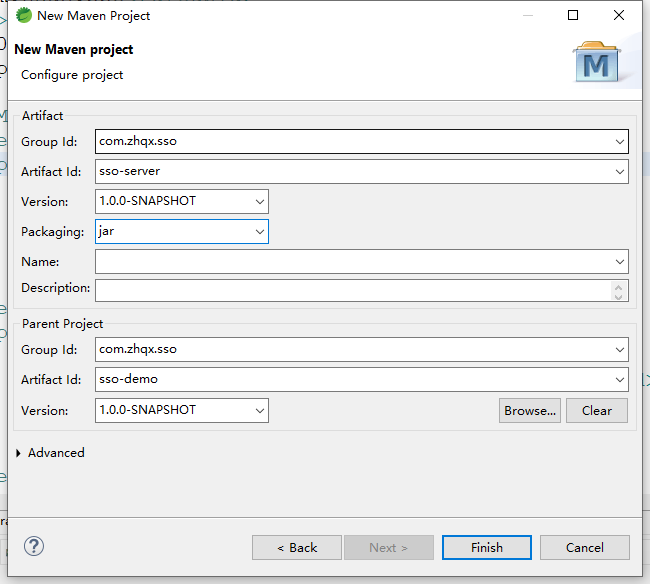 New Maven Project
New Maven project
Configure project
M
Artifact
Group Id: com.zhqx.sso
Artifact Id: sso-server
Version: 1.0.0-SNAPSHOT
Packaging: jar
Name:
Description:
Parent Project
Group Id: com.zhqx.sso
Artifact Id: sso-demo
Version: 1.0.0-SNAPSHOT Browse... Clear
Advanced
? < Back Next > Finish Cancel